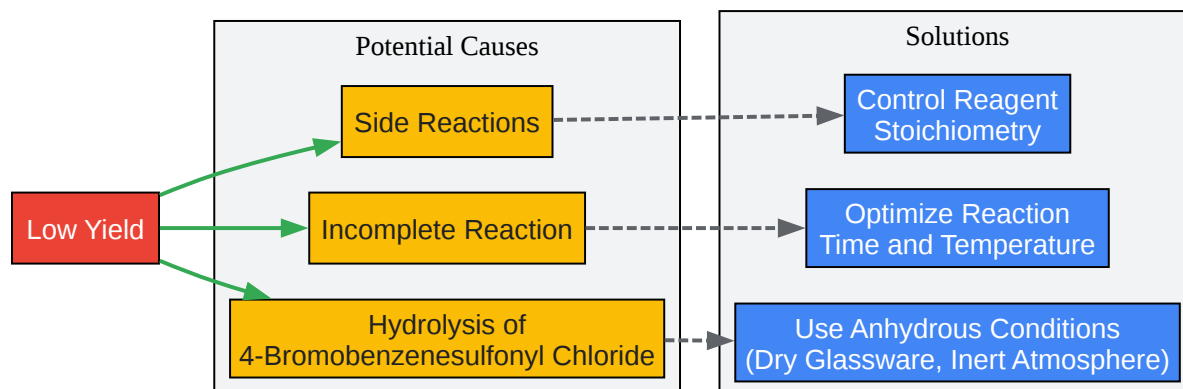 Potential Causes
Solutions
Side Reactions
Control Reagent
Stoichiometry
Low Yield
Incomplete Reaction
Optimize Reaction
Time and Temperature
Hydrolysis of
4-Bromobenzenesulfonyl Chloride
Use Anhydrous Conditions
(Dry Glassware, Inert Atmosphere)